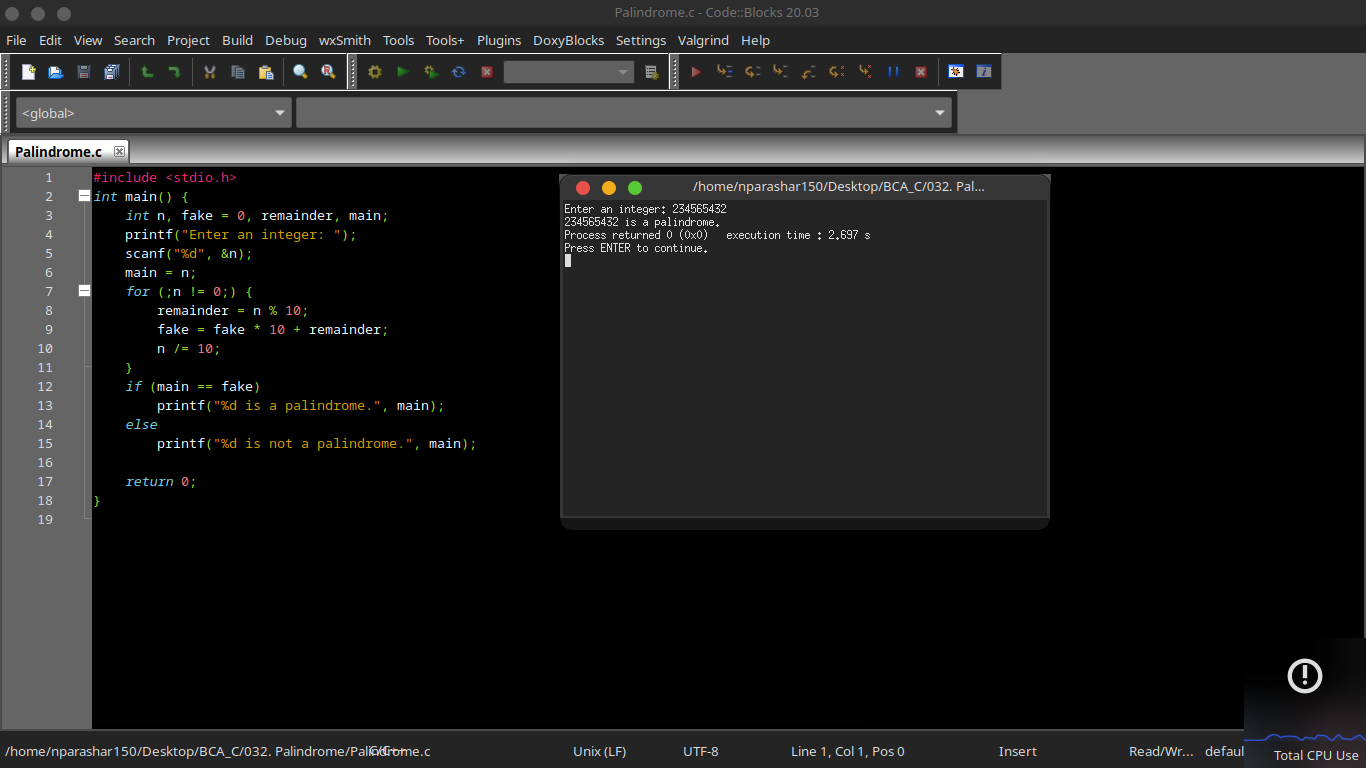 Palindrome.c - Code::Blocks 20.03
File Edit View Search Project Build Debug wxSmith Tools Tools+ Plugins DoxyBlocks Settings Valgrind Help
<global>
Palindrome.c
1 #include <stdio.h>
2 int main() {
3     int n, fake = 0, remainder, main;
4     printf("Enter an integer: ");
5     scanf("%d", &n);
6     main = n;
7     for (;n != 0;) {
8         remainder = n % 10;
9         fake = fake * 10 + remainder;
10         n /= 10;
11     }
12     if (main == fake)
13         printf("%d is a palindrome.", main);
14     else
15         printf("%d is not a palindrome.", main);
16
17     return 0;
18 }
19
/home/nparashar150/Desktop/BCA_C/032. Pal...
Enter an integer: 234565432
234565432 is a palindrome.
Process returned 0 (0x0)   execution time : 2.697 s
Press ENTER to continue.
/home/nparashar150/Desktop/BCA_C/032. Palindrome/Palindrome.c Unix (LF) UTF-8 Line 1, Col 1, Pos 0 Insert Read/Wr... defaul
Total CPU Use